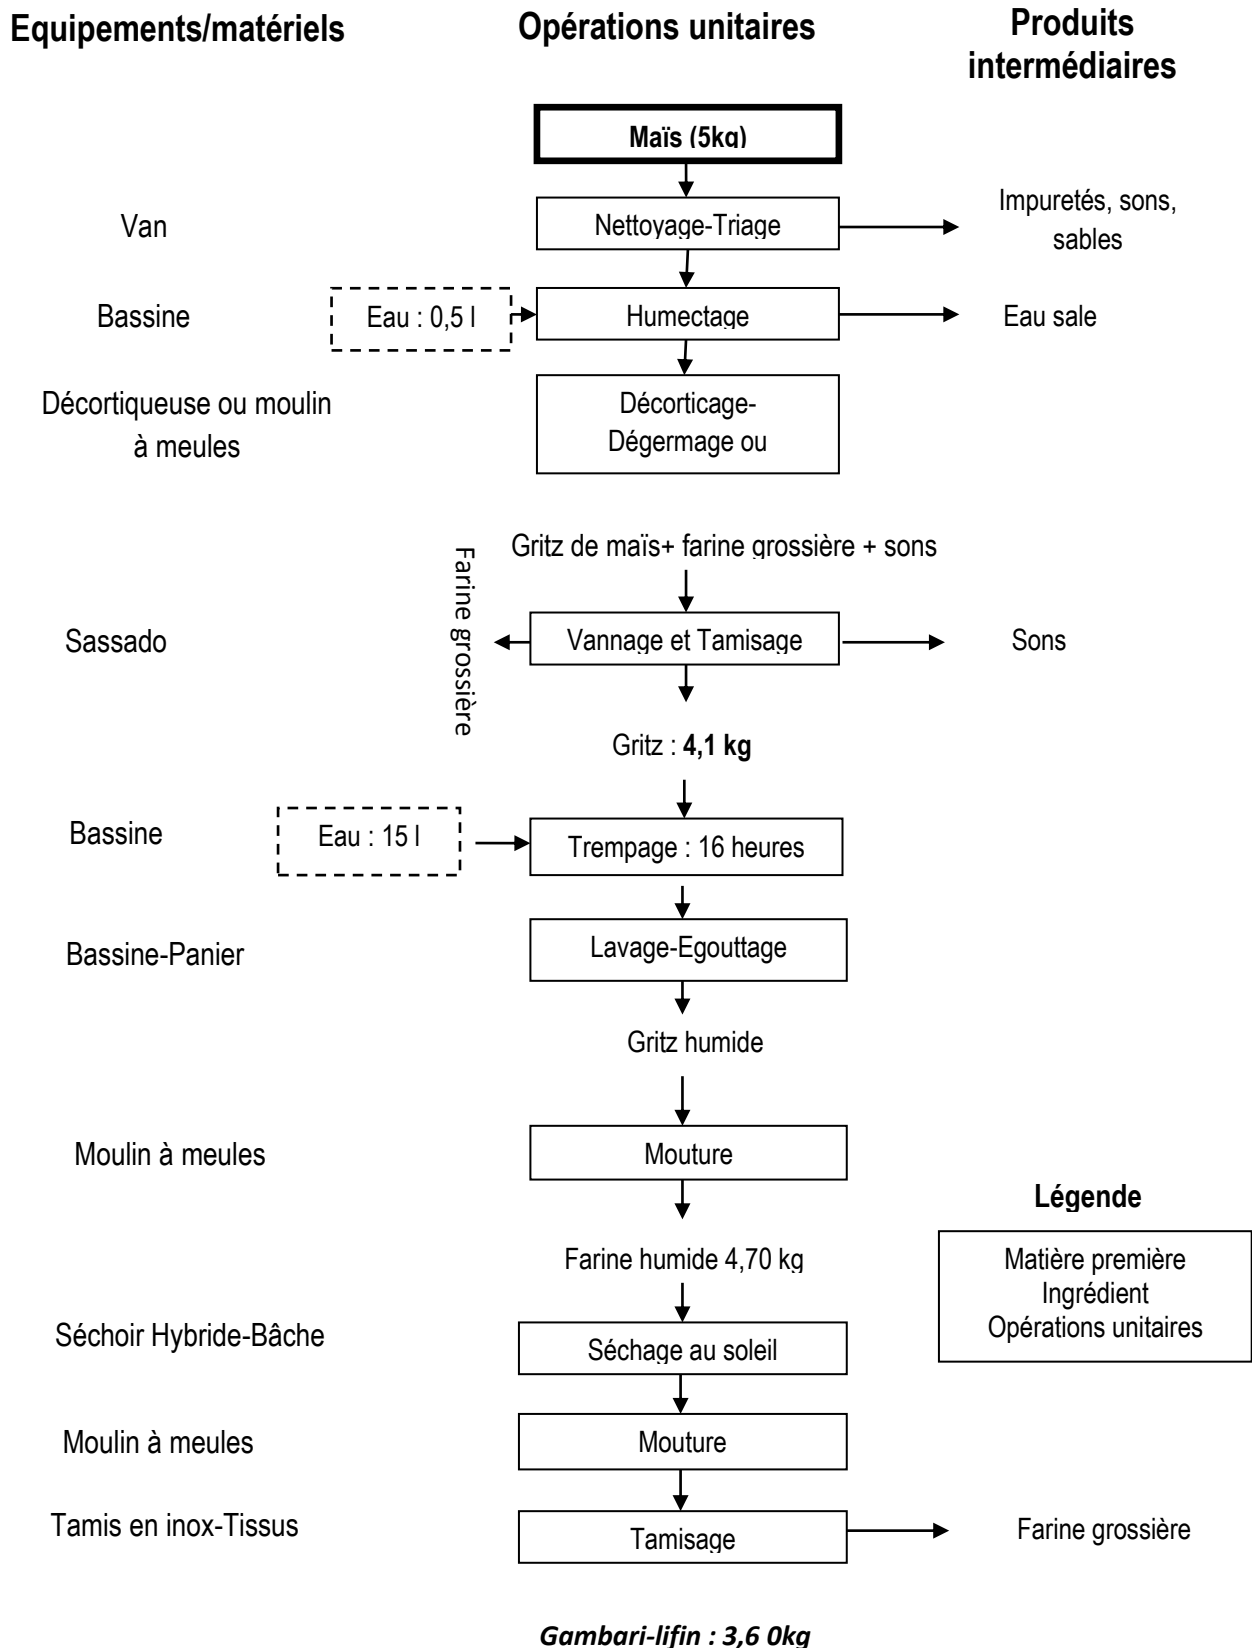 Equipements/matériels
Opérations unitaires
Produits
intermédiaires
Maïs (5kg)
Van
Nettoyage-Triage
Impuretés, sons,
sables
Bassine
Eau : 0,5 l
Humectage
Eau sale
Décortiqueuse ou moulin
à meules
Décorticage-
Dégermage ou
Gritz de maïs+ farine grossière + sons
Farine grossière
Sassado
Vannage et Tamisage
Sons
Gritz : 4,1 kg
Bassine
Eau : 15 l
Trempage : 16 heures
Bassine-Panier
Lavage-Egouttage
Gritz humide
Moulin à meules
Mouture
Farine humide 4,70 kg
Légende
Matière première
Ingrédient
Opérations unitaires
Séchoir Hybride-Bâche
Séchage au soleil
Moulin à meules
Mouture
Tamis en inox-Tissus
Tamisage
Farine grossière
Gambari-lifin : 3,6 0kg